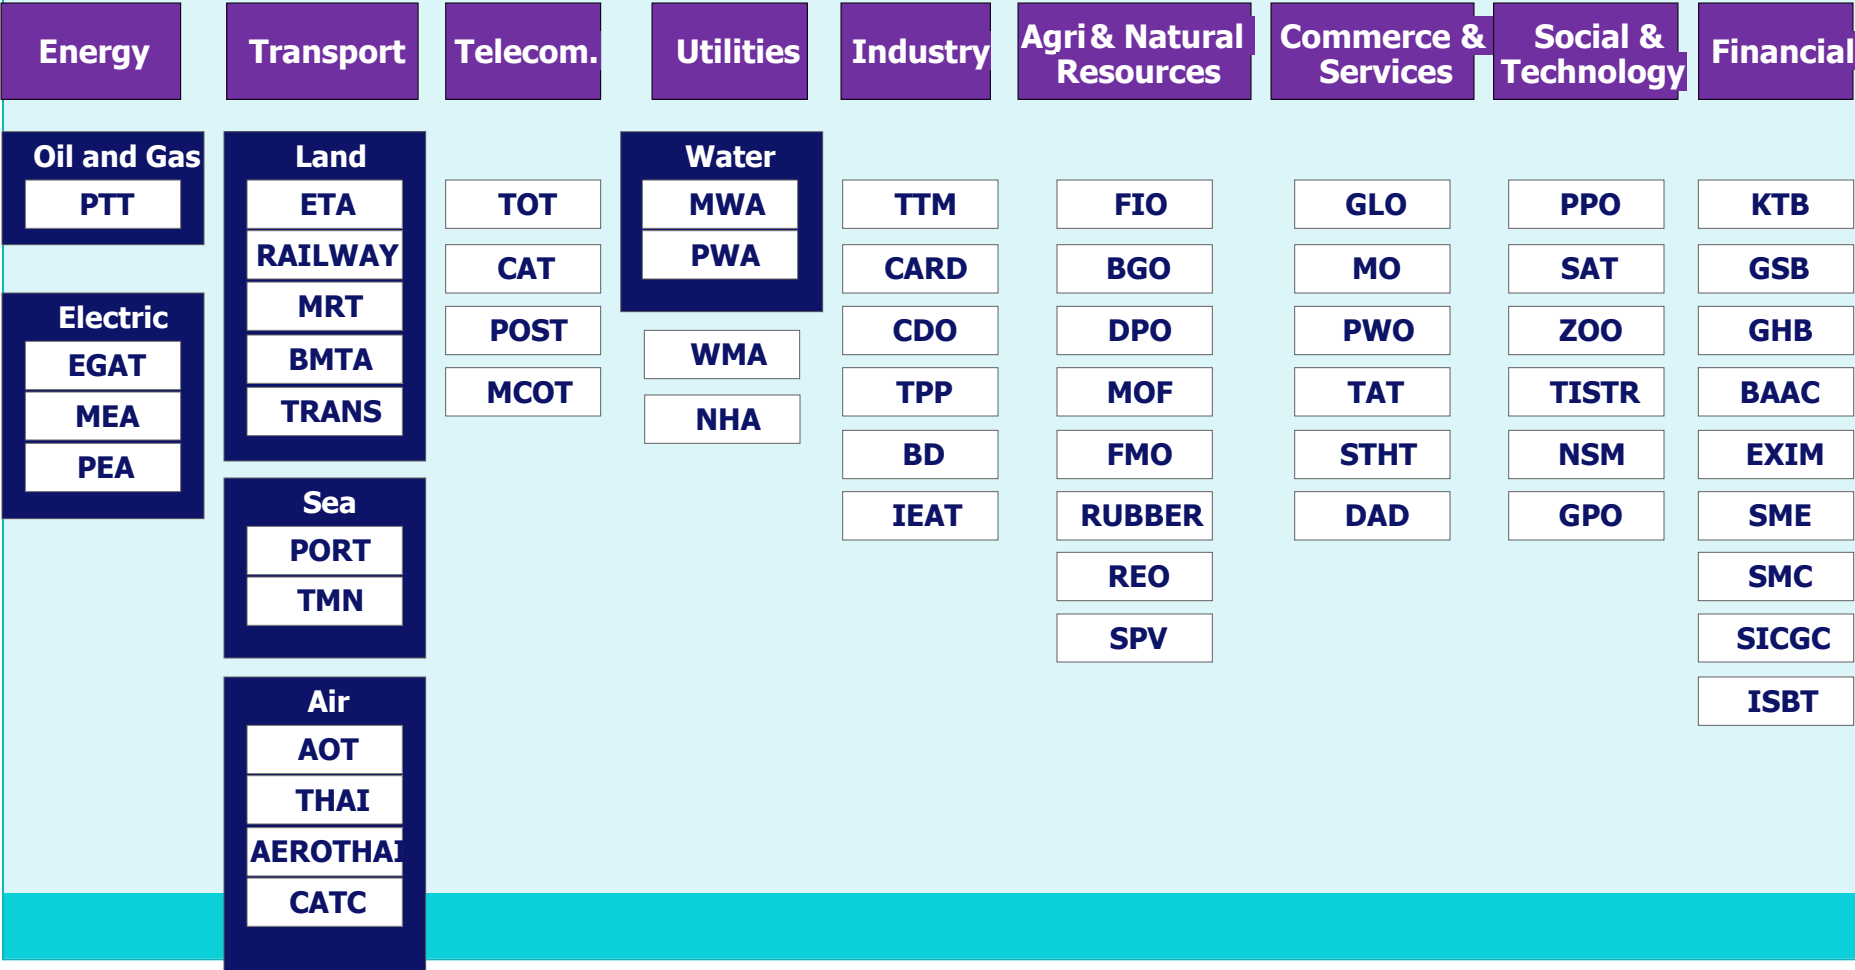 Energy
Transport
Telecom.
Utilities
Industry
Agri & Natural
Resources
Commerce &
Services
Social &
Technology
Financial
Oil and Gas
PTT
Electric
EGAT
MEA
PEA
Land
ETA
RAILWAY
MRT
BMTA
TRANS
Sea
PORT
TMN
Air
AOT
THAI
AEROTHAI
CATC
TOT
CAT
POST
MCOT
Water
MWA
PWA
WMA
NHA
TTM
CARD
CDO
TPP
BD
IEAT
FIO
BGO
DPO
MOF
FMO
RUBBER
REO
SPV
GLO
MO
PWO
TAT
STHT
DAD
PPO
SAT
ZOO
TISTR
NSM
GPO
KTB
GSB
GHB
BAAC
EXIM
SME
SMC
SICGC
ISBT